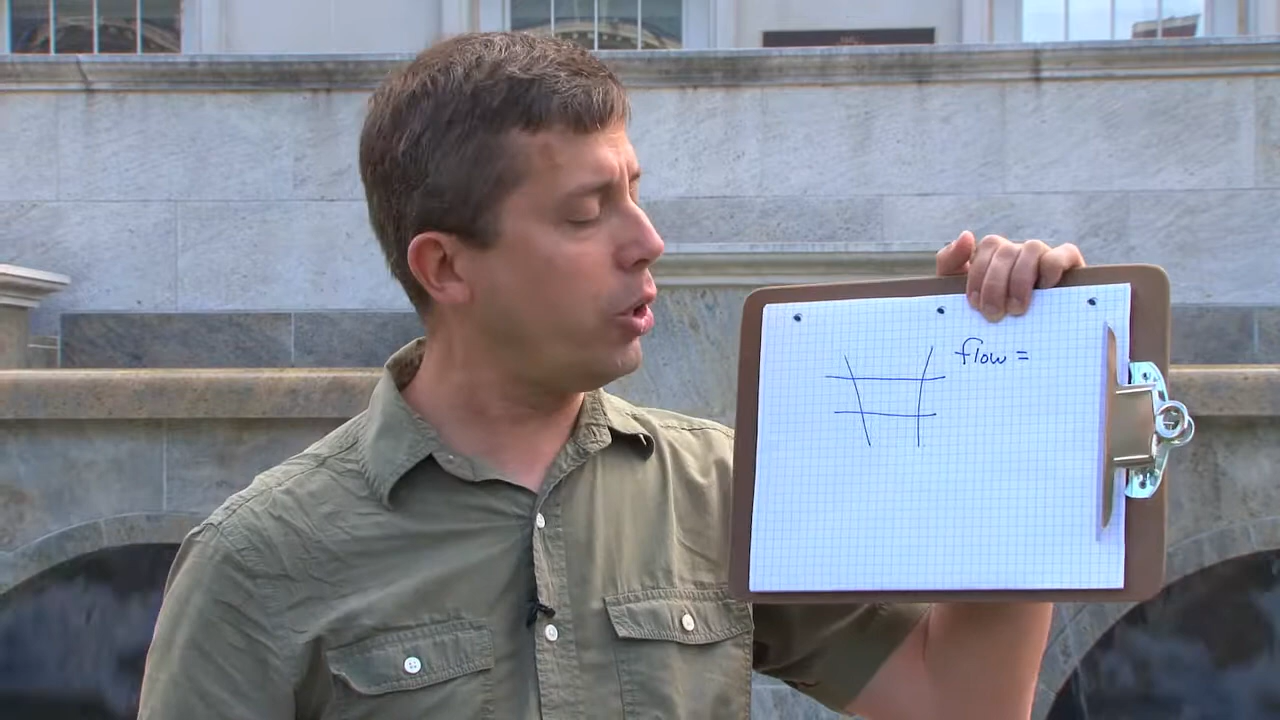 flow =